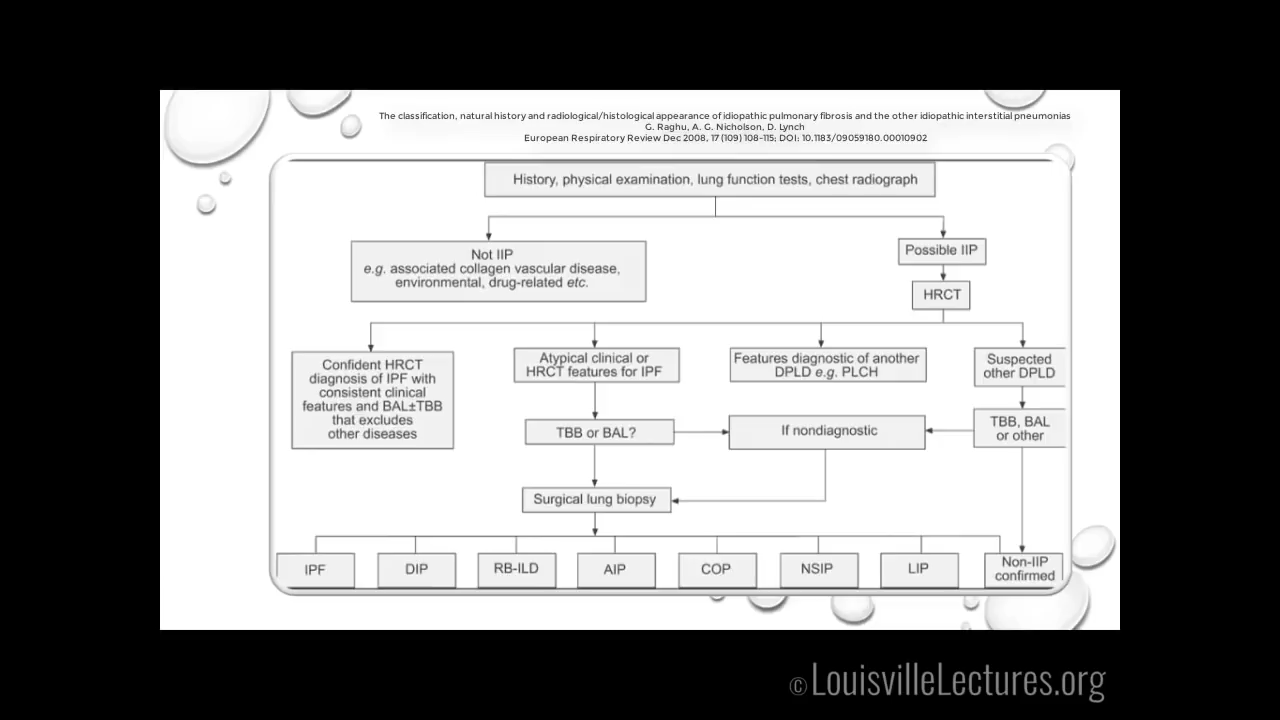 The classification, natural history and radiological/histological appearance of idiopathic pulmonary fibrosis and the other idiopathic interstitial pneumonias
G. Raghu, A. G. Nicholson, D. Lynch
European Respiratory Review Dec 2008, 17 (109) 108-115; DOI: 10.1183/09059180.00010902
History, physical examination, lung function tests, chest radiograph
Not IIP
e.g. associated collagen vascular disease,
environmental, drug-related etc.
Possible IIP
HRCT
Confident HRCT
diagnosis of IPF with
consistent clinical
features and BAL±TBB
that excludes
other diseases
Atypical clinical or
HRCT features for IPF
Features diagnostic of another
DPLD e.g. PLCH
Suspected
other DPLD
TBB or BAL?
If nondiagnostic
TBB, BAL
or other
Surgical lung biopsy
IPF
DIP
RB-ILD
AIP
COP
NSIP
LIP
Non-IIP
confirmed
© LouisvilleLectures.org